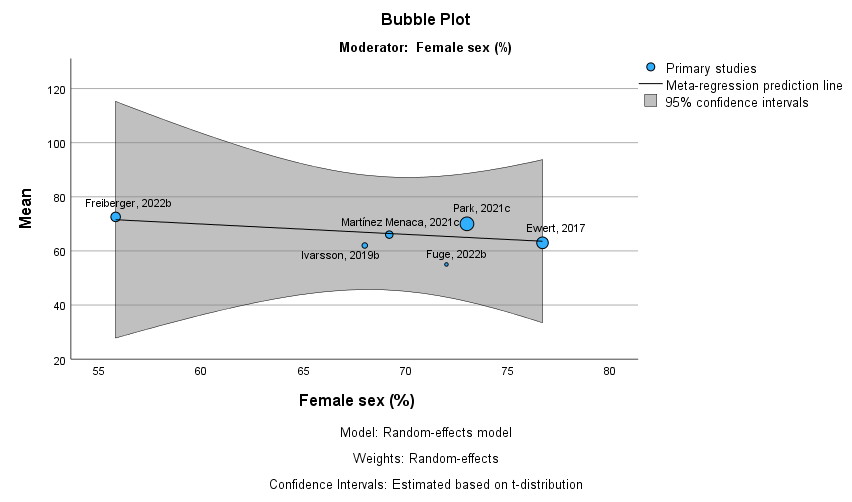 Bubble Plot
Moderator: Female sex (%)
Primary studies
Meta-regression prediction line
95% confidence intervals
120
100
80
60
40
20
Mean
Freiberger, 2022b
Park, 2021c
Martínez Menaca, 2021c
Ewert, 2017
Ivarsson, 2019b
Fuge, 2022b
55
60
65
70
75
80
Female sex (%)
Model: Random-effects model
Weights: Random-effects
Confidence Intervals: Estimated based on t-distribution